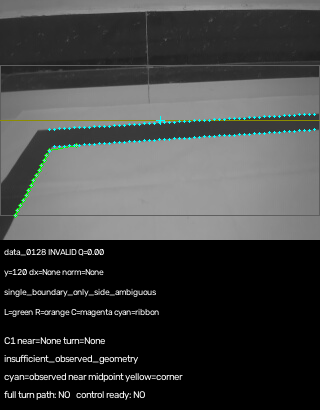 data_0128 INVALID Q=0.00
y=120 dx=None norm=None
single_boundary_only_side_ambiguous
L=green R=orange C=magenta cyan=ribbon
C1 near=None turn=None
insufficient_observed_geometry
cyan=observed near midpoint yellow=corner
full turn path: NO control ready: NO